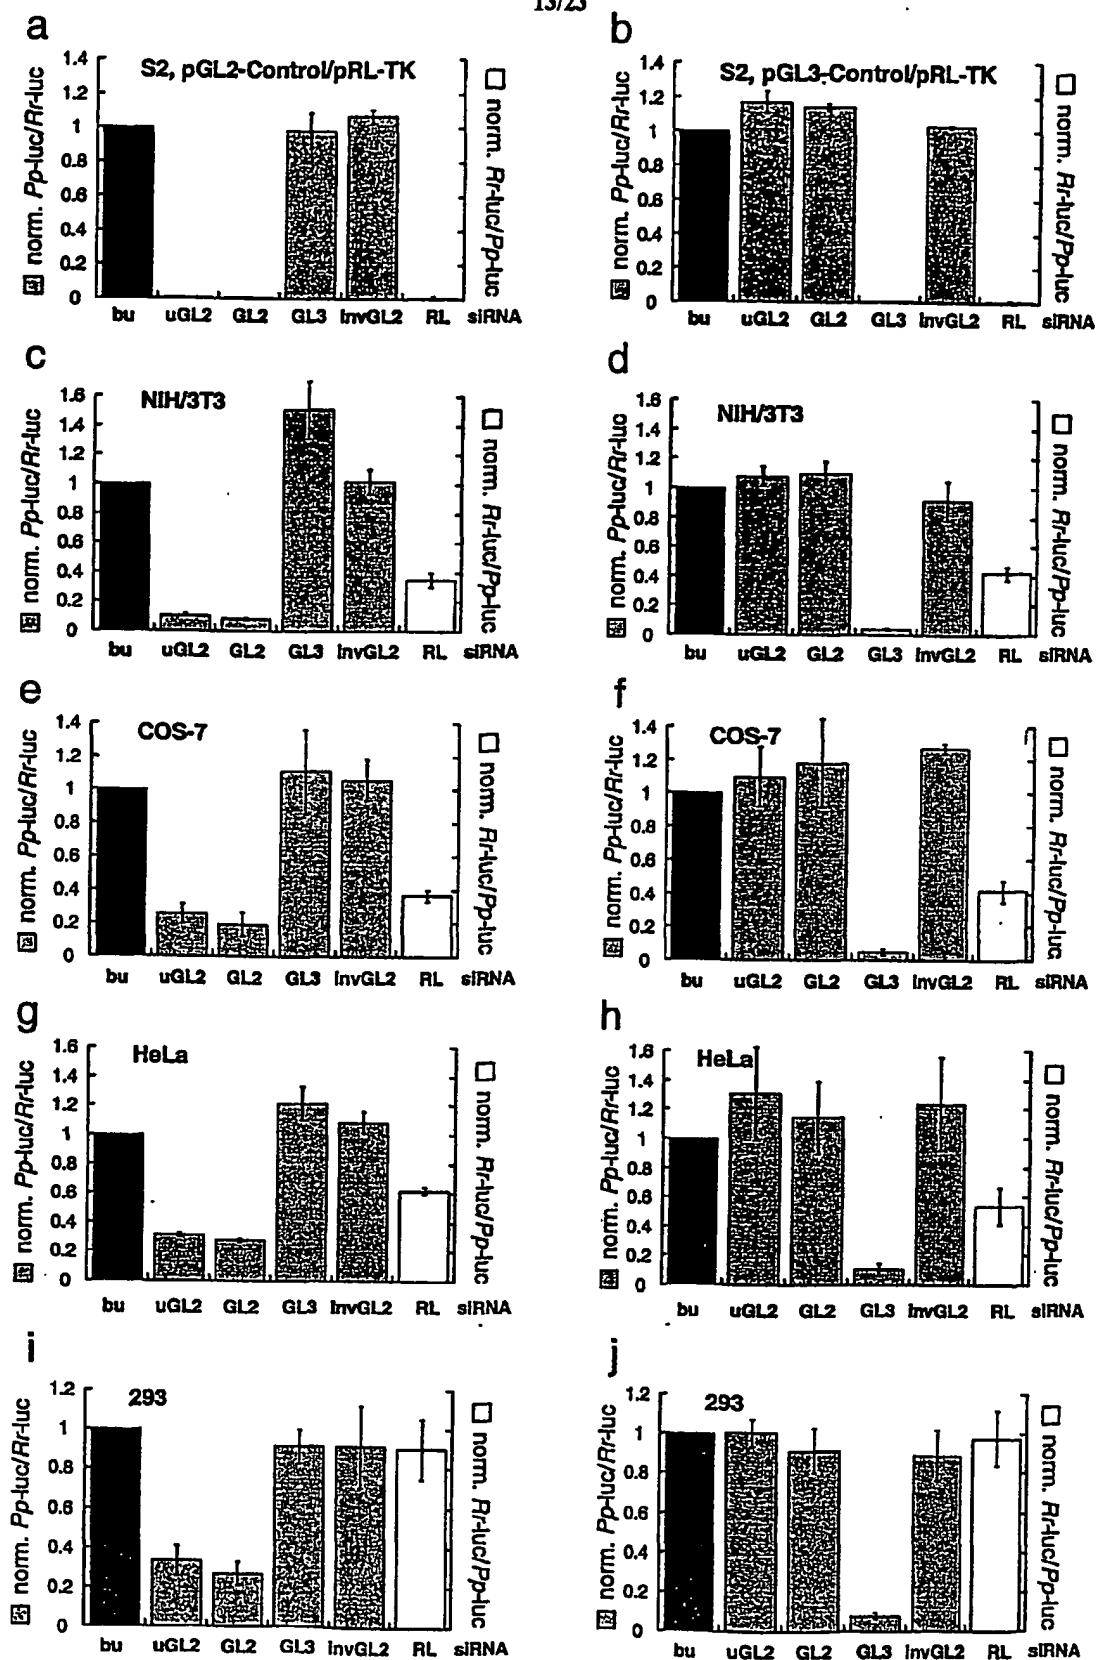 13/23
a
S2, pGL2-Control/pRL-TK
norm. Pp-luc/Rr-luc
1.4
1.2
1
0.8
0.6
0.4
0.2
0
norm. Rr-luc/Pp-luc
bu uGL2 GL2 GL3 invGL2 RL siRNA
b
S2, pGL3-Control/pRL-TK
norm. Pp-luc/Rr-luc
1.4
1.2
1
0.8
0.6
0.4
0.2
0
norm. Rr-luc/Pp-luc
bu uGL2 GL2 GL3 invGL2 RL siRNA
c
NIH/3T3
norm. Pp-luc/Rr-luc
1.6
1.4
1.2
1
0.8
0.6
0.4
0.2
0
norm. Rr-luc/Pp-luc
bu uGL2 GL2 GL3 invGL2 RL siRNA
d
NIH/3T3
norm. Pp-luc/Rr-luc
1.6
1.4
1.2
1
0.8
0.6
0.4
0.2
0
norm. Rr-luc/Pp-luc
bu uGL2 GL2 GL3 invGL2 RL siRNA
e
COS-7
norm. Pp-luc/Rr-luc
1.4
1.2
1
0.8
0.6
0.4
0.2
0
norm. Rr-luc/Pp-luc
bu uGL2 GL2 GL3 invGL2 RL siRNA
f
COS-7
norm. Pp-luc/Rr-luc
1.4
1.2
1
0.8
0.6
0.4
0.2
0
norm. Rr-luc/Pp-luc
bu uGL2 GL2 GL3 invGL2 RL siRNA
g
HeLa
norm. Pp-luc/Rr-luc
1.6
1.4
1.2
1
0.8
0.6
0.4
0.2
0
norm. Rr-luc/Pp-luc
bu uGL2 GL2 GL3 invGL2 RL siRNA
h
HeLa
norm. Pp-luc/Rr-luc
1.6
1.4
1.2
1
0.8
0.6
0.4
0.2
0
norm. Rr-luc/Pp-luc
bu uGL2 GL2 GL3 invGL2 RL siRNA
i
293
norm. Pp-luc/Rr-luc
1.2
1
0.8
0.6
0.4
0.2
0
norm. Rr-luc/Pp-luc
bu uGL2 GL2 GL3 invGL2 RL siRNA
j
293
norm. Pp-luc/Rr-luc
1.2
1
0.8
0.6
0.4
0.2
0
norm. Rr-luc/Pp-luc
bu uGL2 GL2 GL3 invGL2 RL siRNA